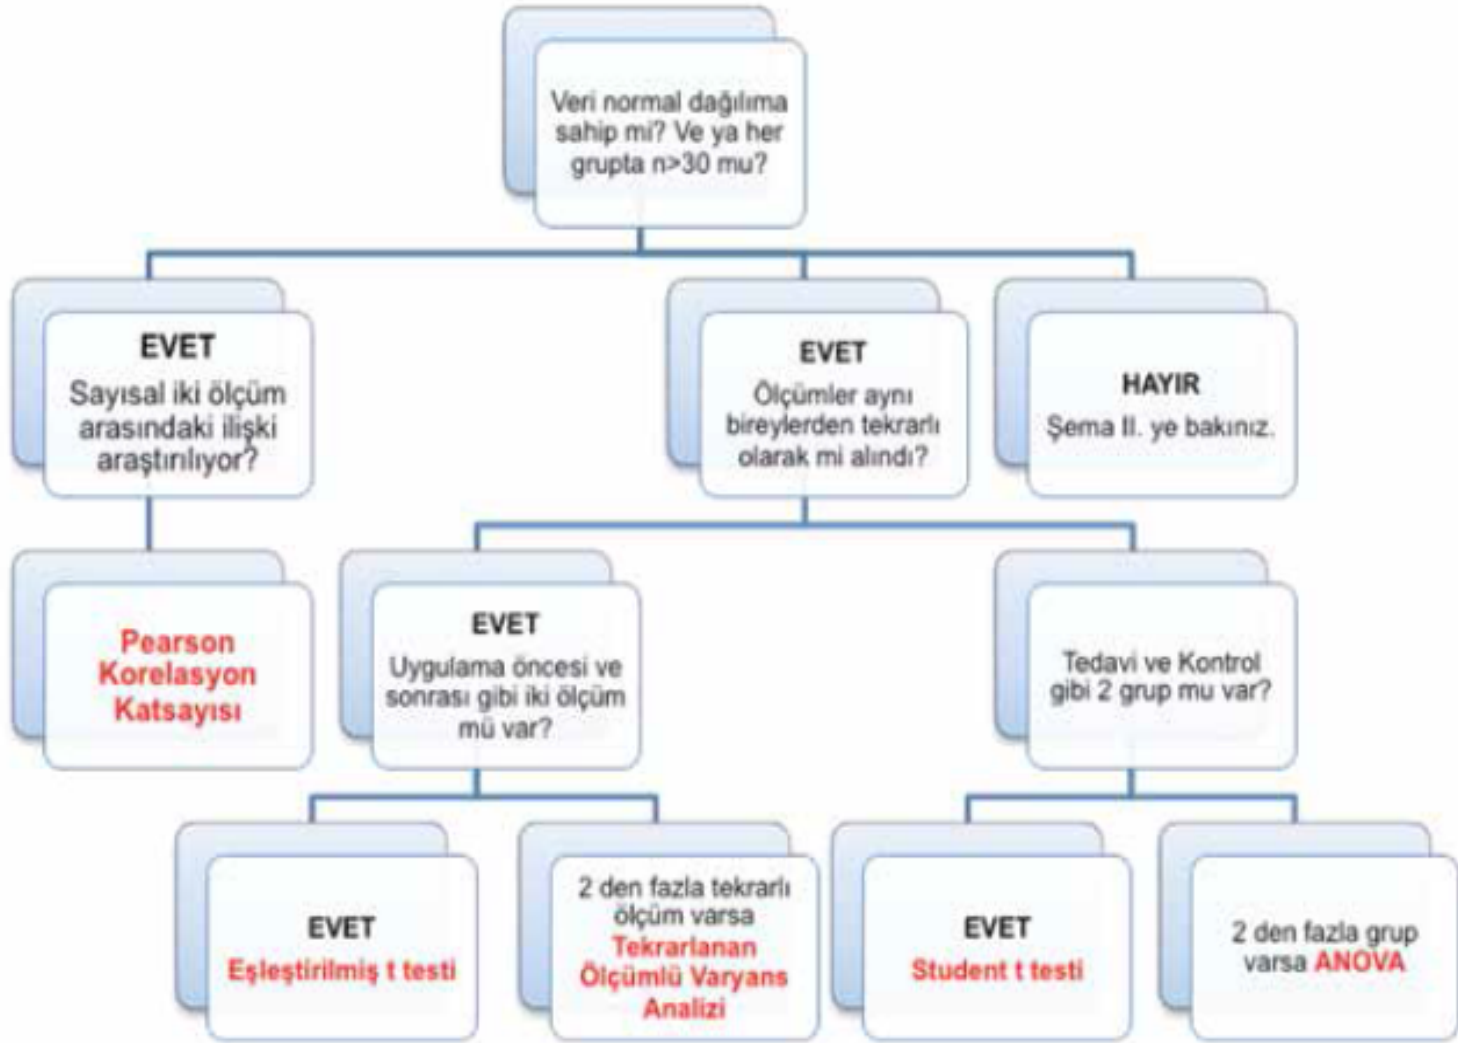 Veri normal dağılıma
sahip mi? Ve ya her
grupta n>30 mu?
EVET
Sayısal iki ölçüm
arasındaki ilişki
araştırılıyor?
EVET
Ölçümler aynı
bireylerden tekrarlı
olarak mi alındı?
HAYIR
Şema II. ye bakınız.
Pearson
Korelasyon
Katsayısı
EVET
Uygulama öncesi ve
sonrası gibi iki ölçüm
mü var?
Tedavi ve Kontrol
gibi 2 grup mu var?
EVET
Eşleştirilmiş t testi
2 den fazla tekrarlı
ölçüm varsa
Tekrarlanan
Ölçümlü Varyans
Analizi
EVET
Student t testi
2 den fazla grup
varsa ANOVA